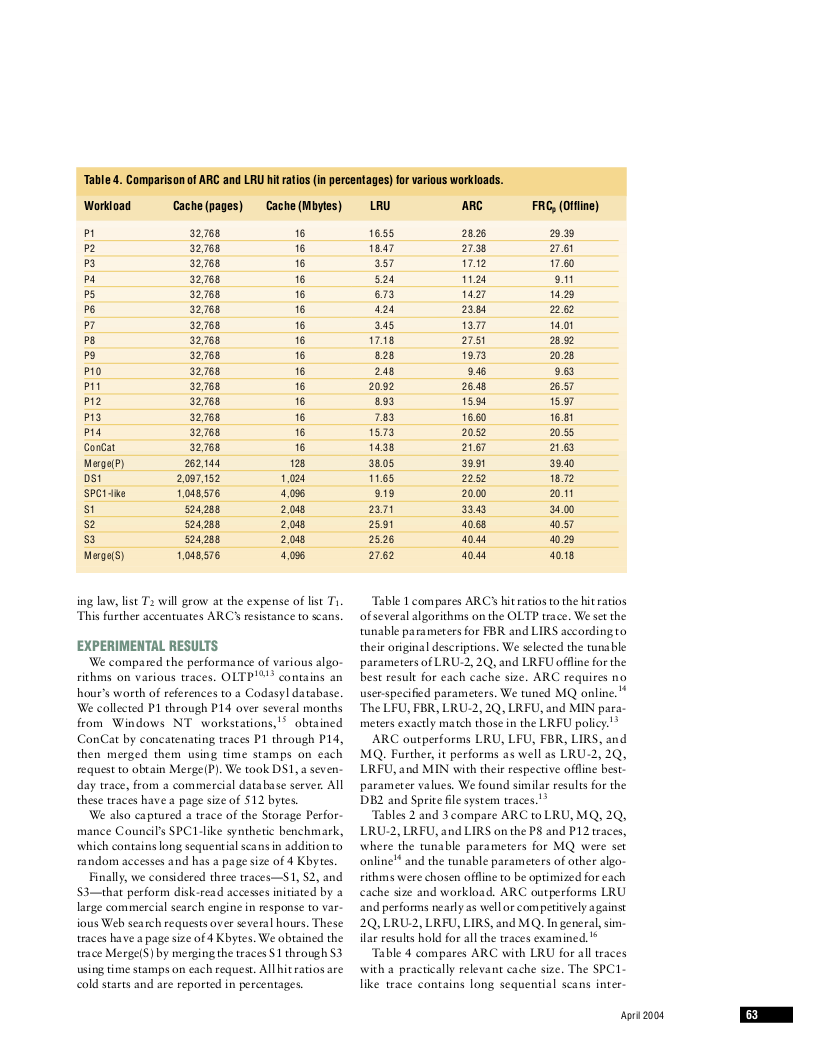 Table 4. Comparison of ARC and LRU hit ratios (in percentages) for various workloads.
Workload Cache (pages) Cache (Mbytes) LRU ARC FRCp (Offline)
P1 32,768 16 16.55 28.26 29.39
P2 32,768 16 18.47 27.38 27.61
P3 32,768 16 3.57 17.12 17.60
P4 32,768 16 5.24 11.24 9.11
P5 32,768 16 6.73 14.27 14.29
P6 32,768 16 4.24 23.84 22.62
P7 32,768 16 3.45 13.77 14.01
P8 32,768 16 17.18 27.51 28.92
P9 32,768 16 8.28 19.73 20.28
P10 32,768 16 2.48 9.46 9.63
P11 32,768 16 20.92 26.48 26.57
P12 32,768 16 8.93 15.94 15.97
P13 32,768 16 7.83 16.60 16.81
P14 32,768 16 15.73 20.52 20.55
ConCat 32,768 16 14.38 21.67 21.63
Merge(P) 262,144 128 38.05 39.91 39.40
DS1 2,097,152 1,024 11.65 22.52 18.72
SPC1-like 1,048,576 4,096 9.19 20.00 20.11
S1 524,288 2,048 23.71 33.43 34.00
S2 524,288 2,048 25.91 40.68 40.57
S3 524,288 2,048 25.26 40.44 40.29
Merge(S) 1,048,576 4,096 27.62 40.44 40.18
ing law, list T2 will grow at the expense of list T1.
This further accentuates ARC's resistance to scans.
EXPERIMENTAL RESULTS
We compared the performance of various algo-
rithms on various traces. OLTP10,13 contains an
hour's worth of references to a Codasyl database.
We collected P1 through P14 over several months
from Windows NT workstations,15 obtained
ConCat by concatenating traces P1 through P14,
then merged them using time stamps on each
request to obtain Merge(P). We took DS1, a seven-
day trace, from a commercial database server. All
these traces have a page size of 512 bytes.
We also captured a trace of the Storage Perfor-
mance Council's SPC1-like synthetic benchmark,
which contains long sequential scans in addition to
random accesses and has a page size of 4 Kbytes.
Finally, we considered three traces—S1, S2, and
S3—that perform disk-read accesses initiated by a
large commercial search engine in response to var-
ious Web search requests over several hours. These
traces have a page size of 4 Kbytes. We obtained the
trace Merge(S) by merging the traces S1 through S3
using time stamps on each request. All hit ratios are
cold starts and are reported in percentages.
Table 1 compares ARC's hit ratios to the hit ratios
of several algorithms on the OLTP trace. We set the
tunable parameters for FBR and LIRS according to
their original descriptions. We selected the tunable
parameters of LRU-2, 2Q, and LRFU offline for the
best result for each cache size. ARC requires no
user-specified parameters. We tuned MQ online.14
The LFU, FBR, LRU-2, 2Q, LRFU, and MIN para-
meters exactly match those in the LRFU policy.13
ARC outperforms LRU, LFU, FBR, LIRS, and
MQ. Further, it performs as well as LRU-2, 2Q,
LRFU, and MIN with their respective offline best-
parameter values. We found similar results for the
DB2 and Sprite file system traces.13
Tables 2 and 3 compare ARC to LRU, MQ, 2Q,
LRU-2, LRFU, and LIRS on the P8 and P12 traces,
where the tunable parameters for MQ were set
online14 and the tunable parameters of other algo-
rithms were chosen offline to be optimized for each
cache size and workload. ARC outperforms LRU
and performs nearly as well or competitively against
2Q, LRU-2, LRFU, LIRS, and MQ. In general, sim-
ilar results hold for all the traces examined.16
Table 4 compares ARC with LRU for all traces
with a practically relevant cache size. The SPC1-
like trace contains long sequential scans inter-
April 2004 63